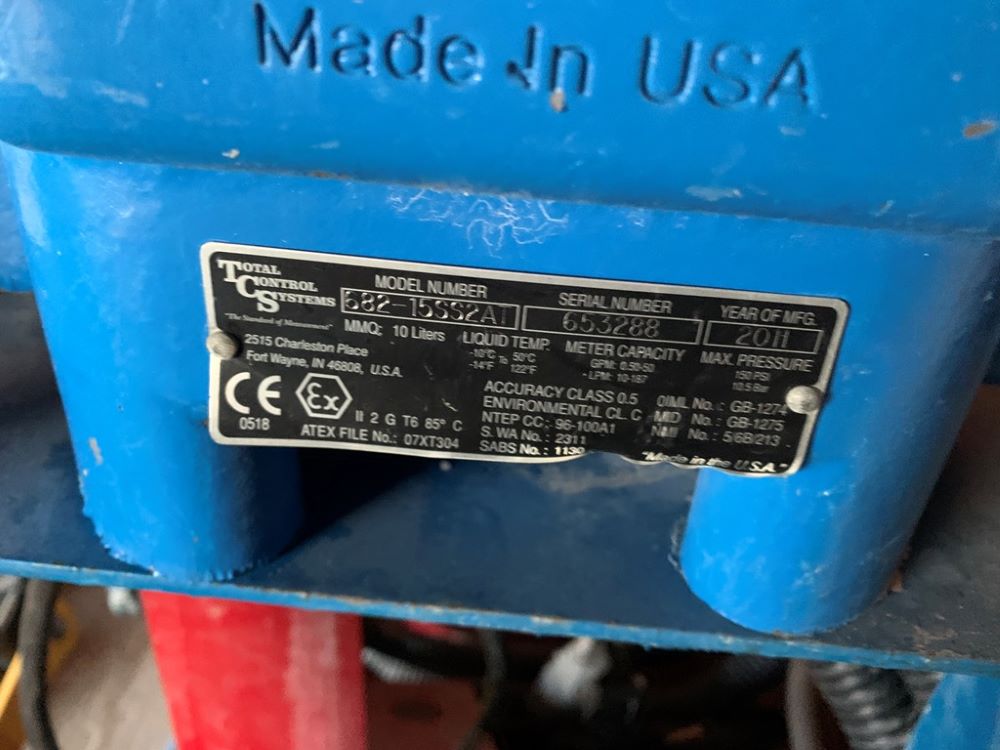 Made In USA
TOTAL
CONTROL
SYSTEMS
"The Standard of Measurement"
2515 Charleston Place
Fort Wayne, IN 46808, U.S.A.
MODEL NUMBER
682-15SS2A1
SERIAL NUMBER
653288
YEAR OF MFG.
2011
MMQ: 10 Liters
LIQUID TEMP.
-10°C To 50°C
-14°F 122°F
METER CAPACITY
GPM: 0.50-50
LPM: 10-187
MAX. PRESSURE
150 PSI
10.5 Bar
CE
0518
Ex
II 2 G T6 85° C
ATEX FILE No.: 07XT304
ACCURACY CLASS 0.5
ENVIRONMENTAL CL. C
NTEP CC.: 96-100A1
S. WA No.: 2311
SABS No.: 1130
OIML No.: GB-1274
MID No.: GB-1275
No.: 5/6B/213
"Made in the U.S.A."